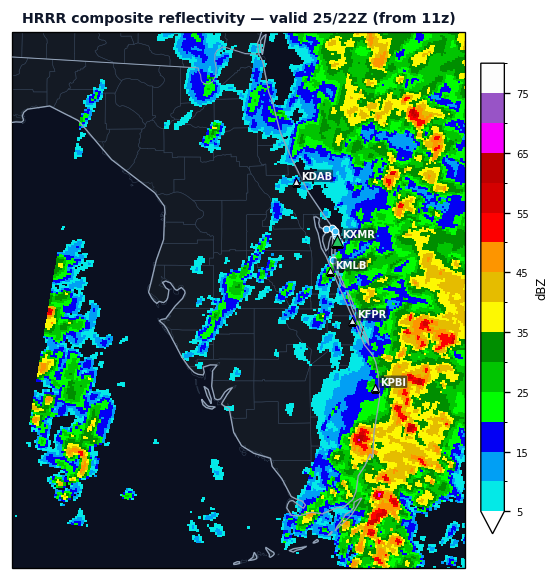 HRRR composite reflectivity — valid 25/22Z (from 11z)
KDAB
KXMR
KMLB
KFPR
KPBI
75
65
55
45
35
25
15
5
dBZ